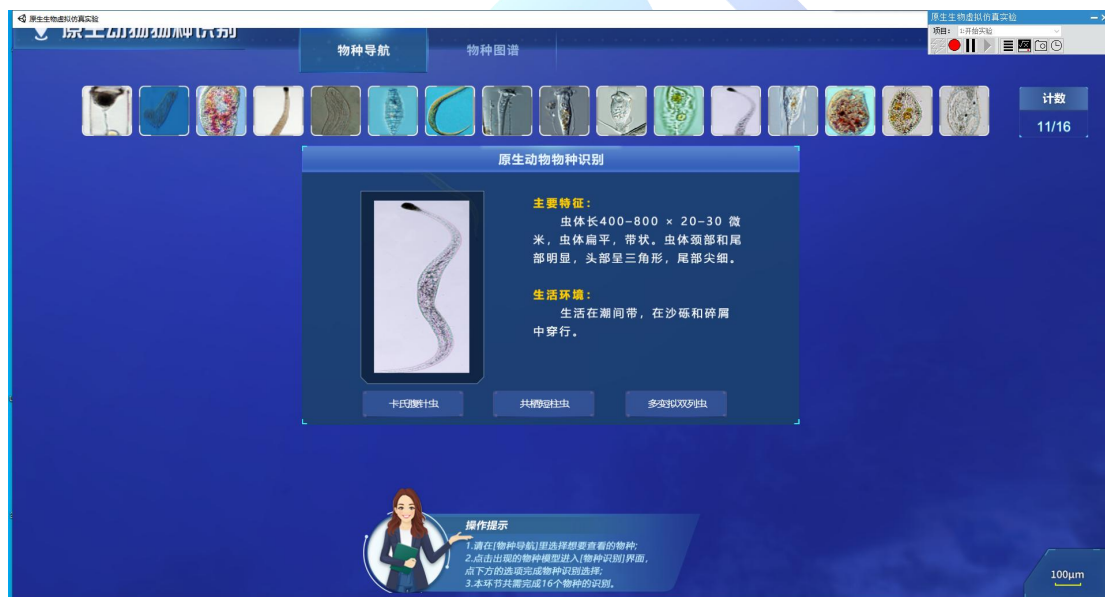 原生生物虚拟仿真实验
原生动物物种识别
物种导航
物种图谱
原生生物虚拟仿真实验
项目：
1:开始实验
计数
11/16
原生动物物种识别
主要特征：
虫体长400-800 × 20-30 微
米，虫体扁平，带状。虫体颈部和尾
部明显，头部呈三角形，尾部尖细。
生活环境：
生活在潮间带，在沙砾和碎屑
中穿行。
卡氏腹针虫
共栖短柱虫
多变拟双列虫
操作提示
1.请在[物种导航]里选择想要查看的物种;
2.点击出现的物种模型进入[物种识别]界面,
点下方的选项完成物种识别选择;
3.本环节共需完成16个物种的识别。
100μm